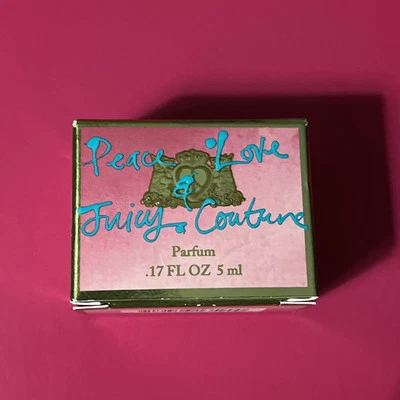 Peace Love
&
Juicy Couture
Parfum
.17 FL OZ 5 ml